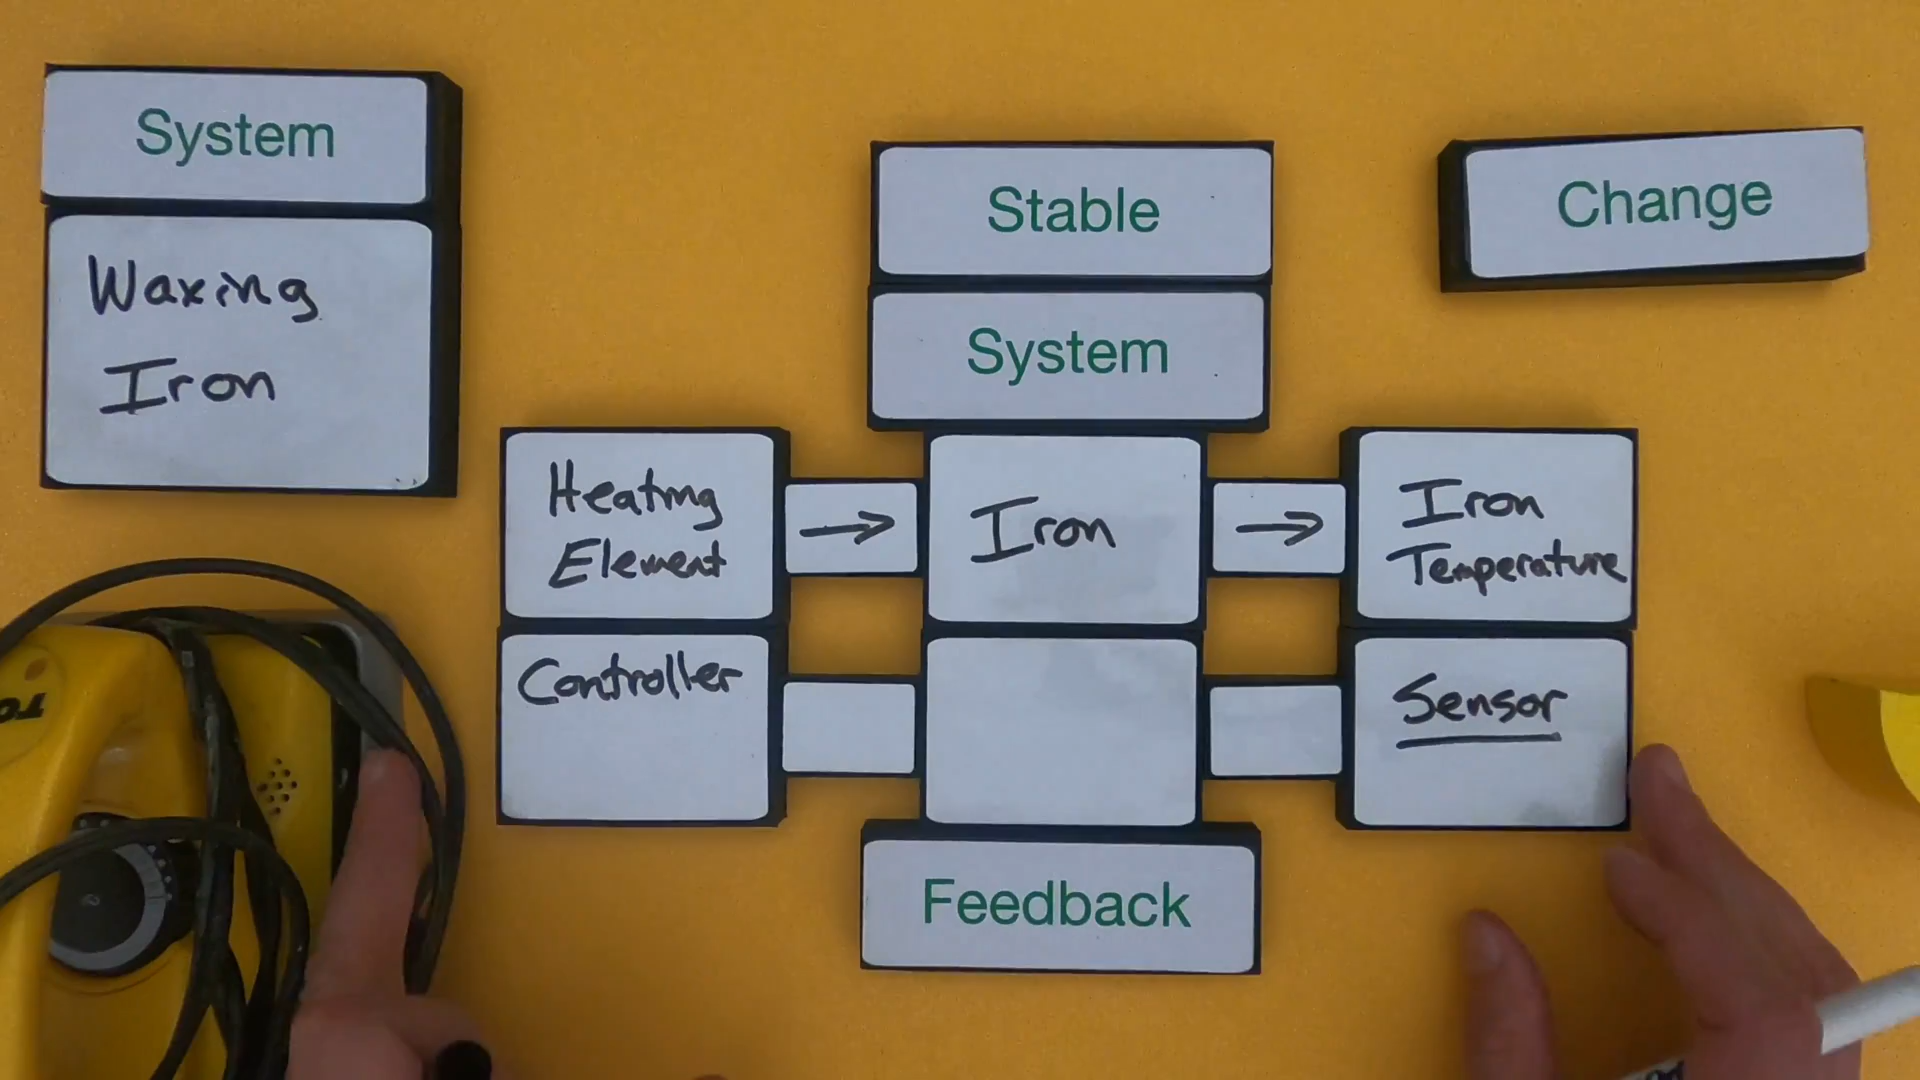 System
Waxing
Iron
Stable
System
Change
Heating
Element
→
Iron
→
Iron
Temperature
Controller
Sensor
Feedback